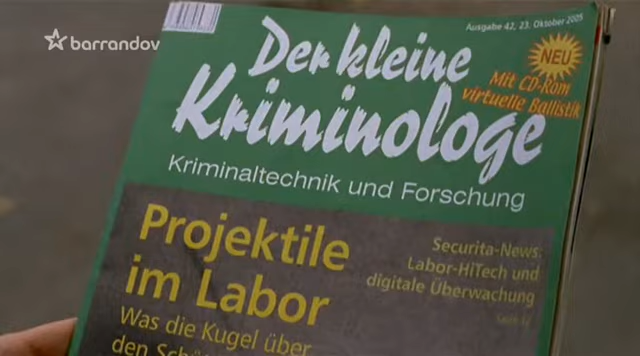 barrandov
Ausgabe 42, 23. Oktober 2005
NEU
Der kleine
Kriminologe
Mit CD-Rom
virtuelle Ballistik
Kriminaltechnik und Forschung
Projektile
im Labor
Was die Kugel über
Securita-News:
Labor-HiTech und
digitale Überwachung